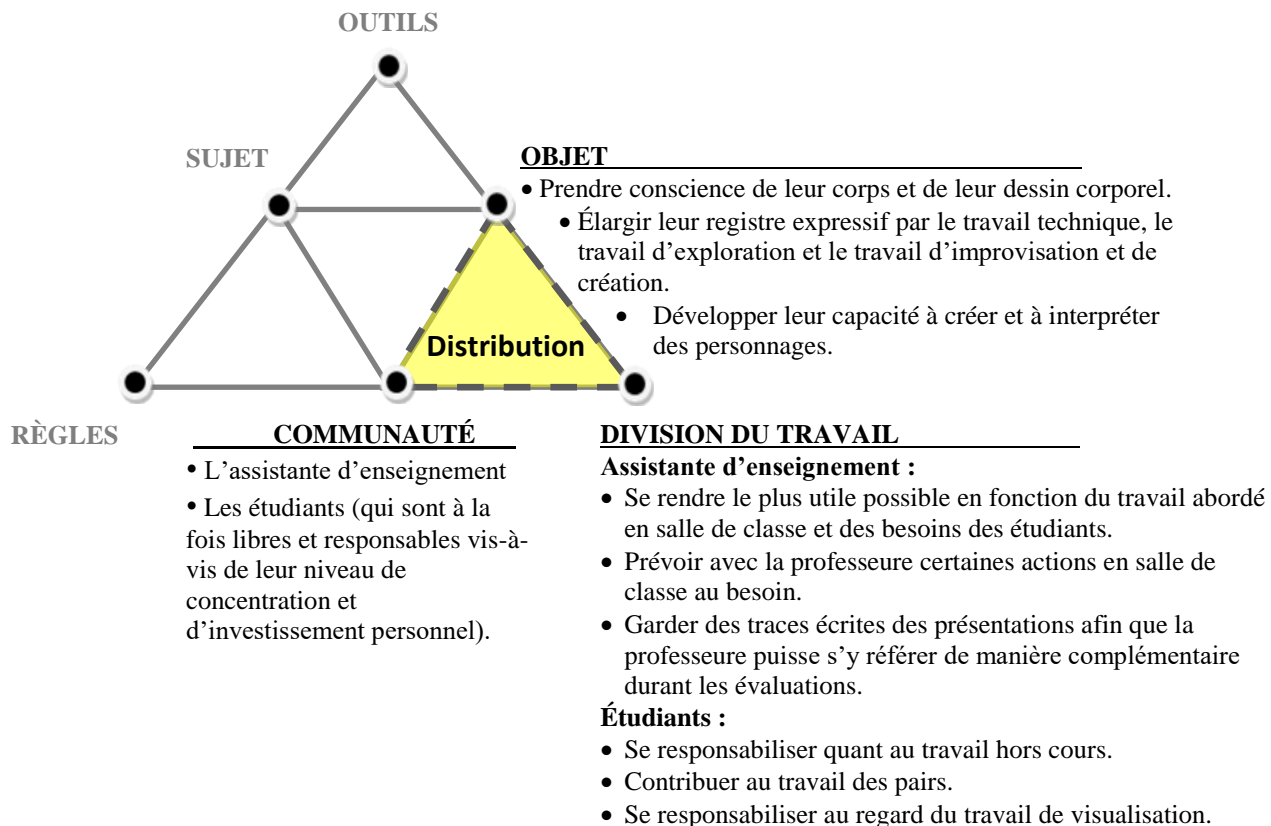 OUTILS
SUJET
OBJET
• Prendre conscience de leur corps et de leur dessin corporel.
• Élargir leur registre expressif par le travail technique, le
travail d’exploration et le travail d’improvisation et de
création.
• Développer leur capacité à créer et à interpréter
des personnages.
Distribution
RÈGLES
COMMUNAUTÉ
• L’assistante d’enseignement
• Les étudiants (qui sont à la
fois libres et responsables vis-à-
vis de leur niveau de
concentration et
d’investissement personnel).
DIVISION DU TRAVAIL
Assistante d’enseignement :
• Se rendre le plus utile possible en fonction du travail abordé
en salle de classe et des besoins des étudiants.
• Prévoir avec la professeure certaines actions en salle de
classe au besoin.
• Garder des traces écrites des présentations afin que la
professeure puisse s’y référer de manière complémentaire
durant les évaluations.
Étudiants :
• Se responsabiliser quant au travail hors cours.
• Contribuer au travail des pairs.
• Se responsabiliser au regard du travail de visualisation.